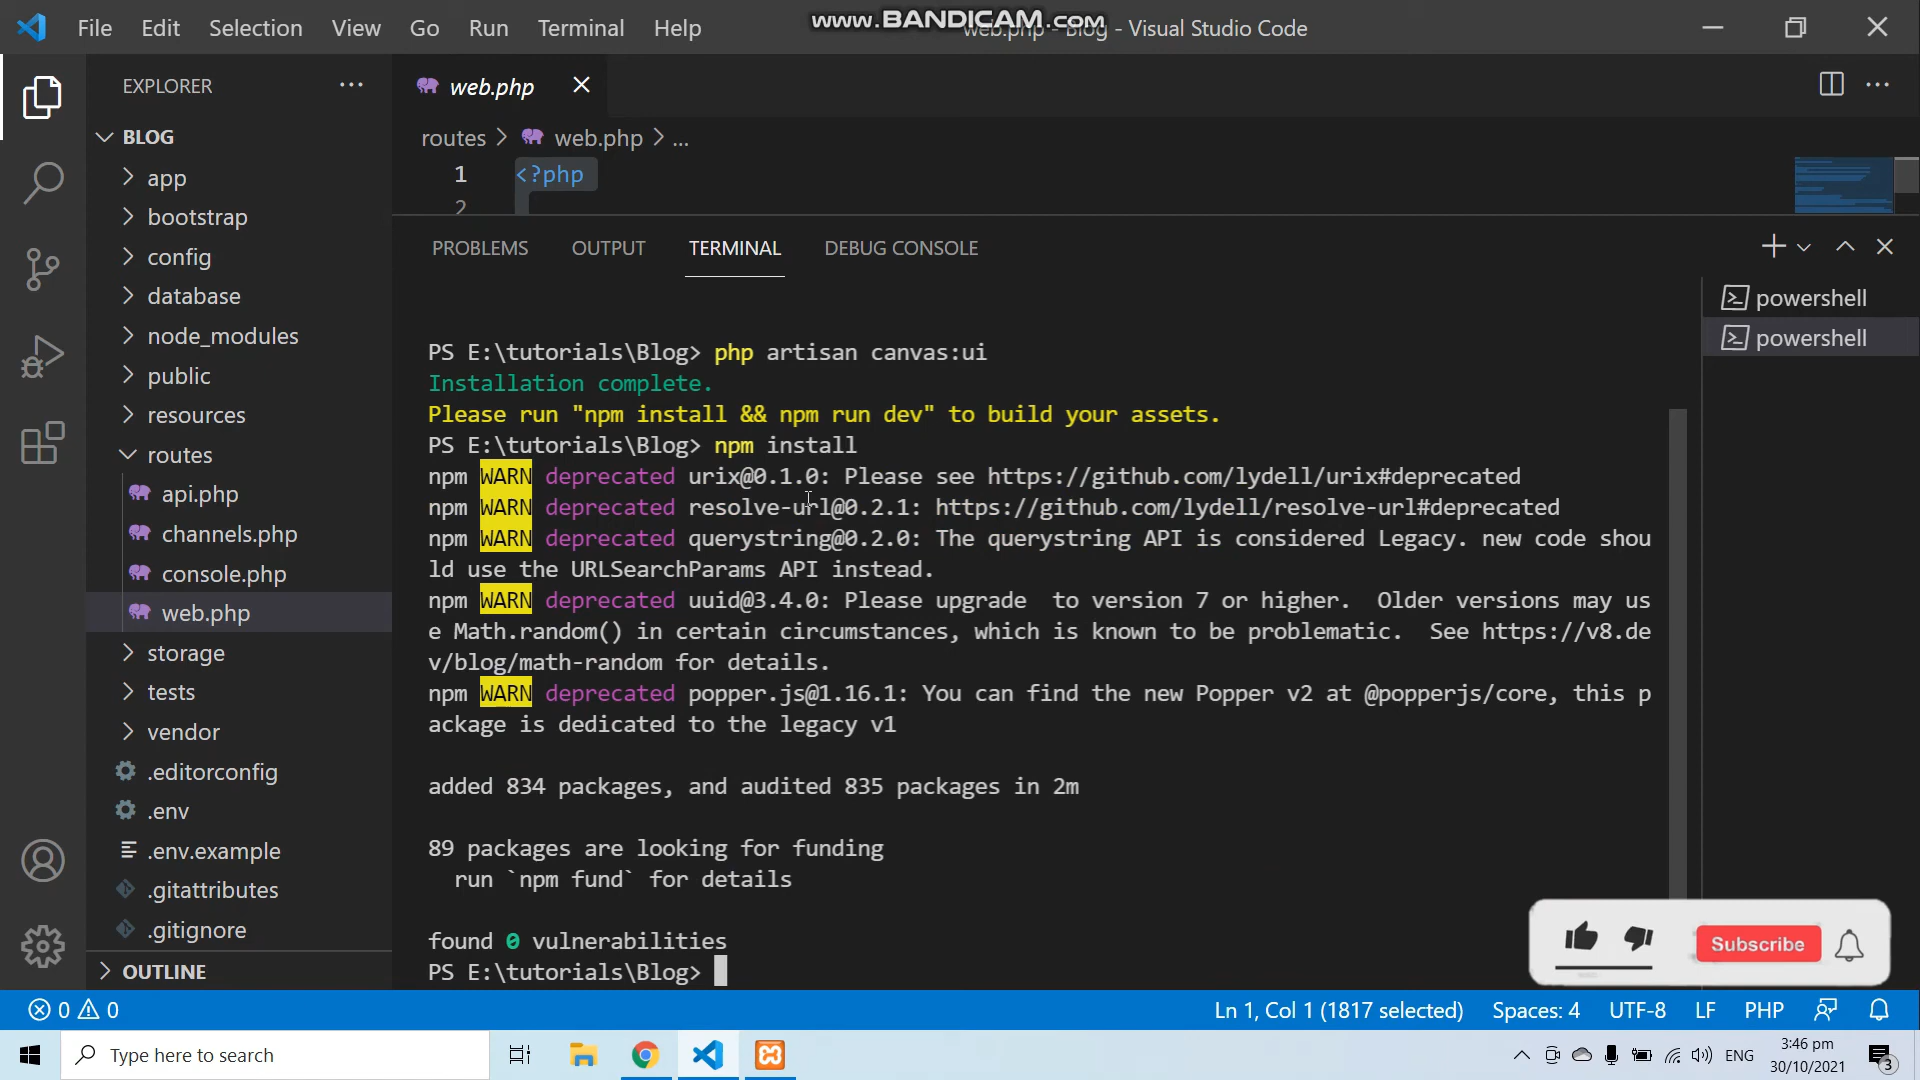 File Edit Selection View Go Run Terminal Help
www.BANDICAM.com
web.php - Blog - Visual Studio Code
EXPLORER
BLOG
app
bootstrap
config
database
node_modules
public
resources
routes
api.php
channels.php
console.php
web.php
storage
tests
vendor
.editorconfig
.env
.env.example
.gitattributes
.gitignore
OUTLINE
web.php
routes > web.php > ...
1 <?php
2
PROBLEMS OUTPUT TERMINAL DEBUG CONSOLE
powershell
powershell
PS E:\tutorials\Blog> php artisan canvas:ui
Installation complete.
Please run "npm install && npm run dev" to build your assets.
PS E:\tutorials\Blog> npm install
npm WARN deprecated urix@0.1.0: Please see https://github.com/lydell/urix#deprecated
npm WARN deprecated resolve-url@0.2.1: https://github.com/lydell/resolve-url#deprecated
npm WARN deprecated querystring@0.2.0: The querystring API is considered Legacy. new code shou
ld use the URLSearchParams API instead.
npm WARN deprecated uuid@3.4.0: Please upgrade  to version 7 or higher.  Older versions may us
e Math.random() in certain circumstances, which is known to be problematic.  See https://v8.de
v/blog/math-random for details.
npm WARN deprecated popper.js@1.16.1: You can find the new Popper v2 at @popperjs/core, this p
ackage is dedicated to the legacy v1
added 834 packages, and audited 835 packages in 2m
89 packages are looking for funding
run `npm fund` for details
found 0 vulnerabilities
PS E:\tutorials\Blog>
Subscribe
0 0
Ln 1, Col 1 (1817 selected) Spaces: 4 UTF-8 LF PHP
Type here to search
ENG
3:46 pm
30/10/2021
3